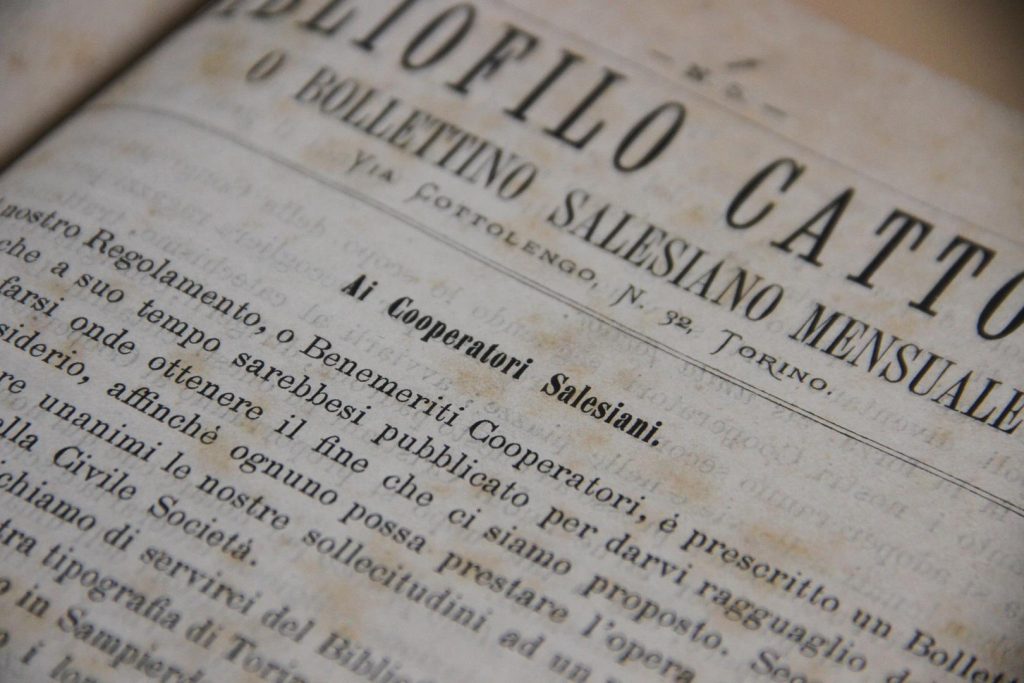 BLIOFILO CATTO
O BOLLETTINO SALESIANO MENSUALE
VIA COTTOLENGO, N. 32, TORINO.
Ai Cooperatori Salesiani.
nostro Regolamento, o Benemeriti Cooperatori, è prescritto un Bollett
che a suo tempo sarebbesi pubblicato per darvi ragguaglio
farsi onde ottenere il fine che ci siamo proposto. Sec
siderio, affinchè ognuno possa prestare l'opera
re unanimi le nostre sollecitudini ad un
ella Civile Società.
chiamo di servirci del Biblio
tra tipografia di Torin
o in Sampierd
i